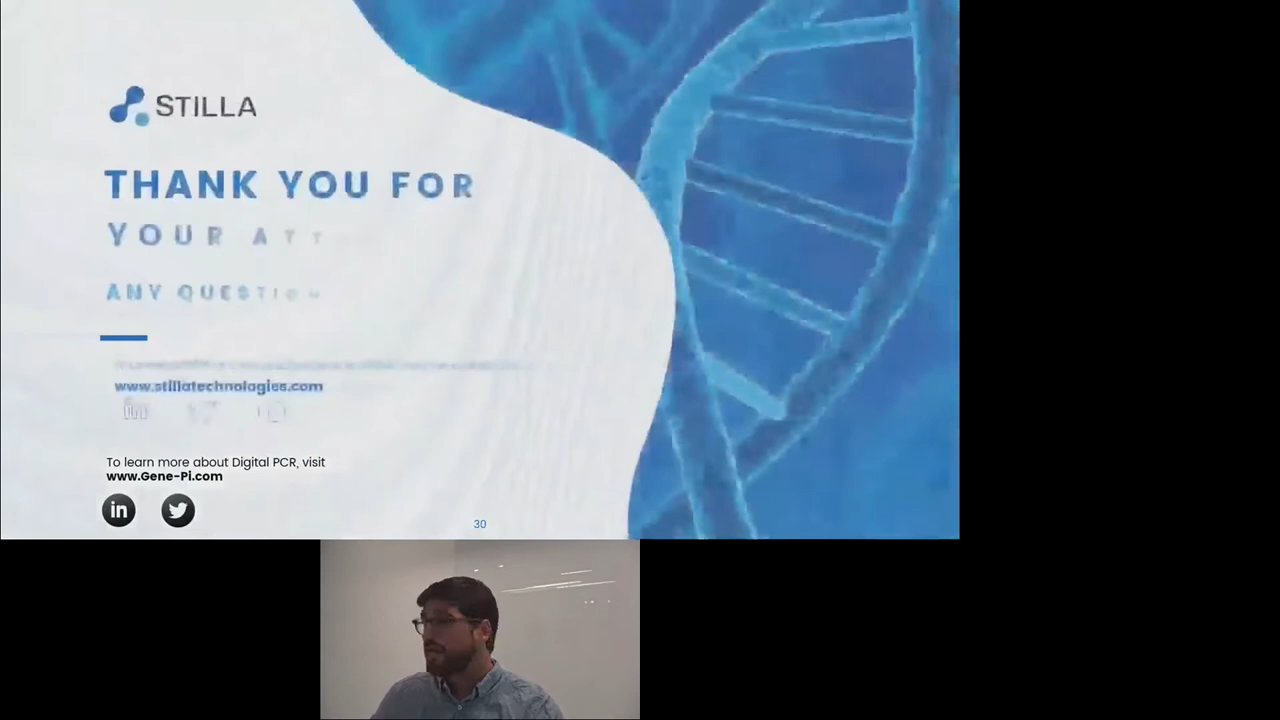 STILLA
THANK YOU FOR
YOUR
ANY
www.stillatechnologies.com
To learn more about Digital PCR, visit
www.Gene-Pi.com
in
30